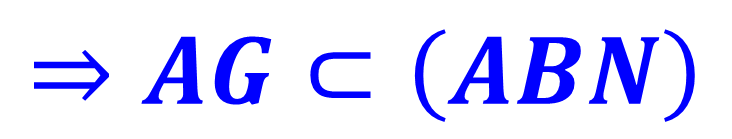 ⇒ AG ⊂ (ABN)